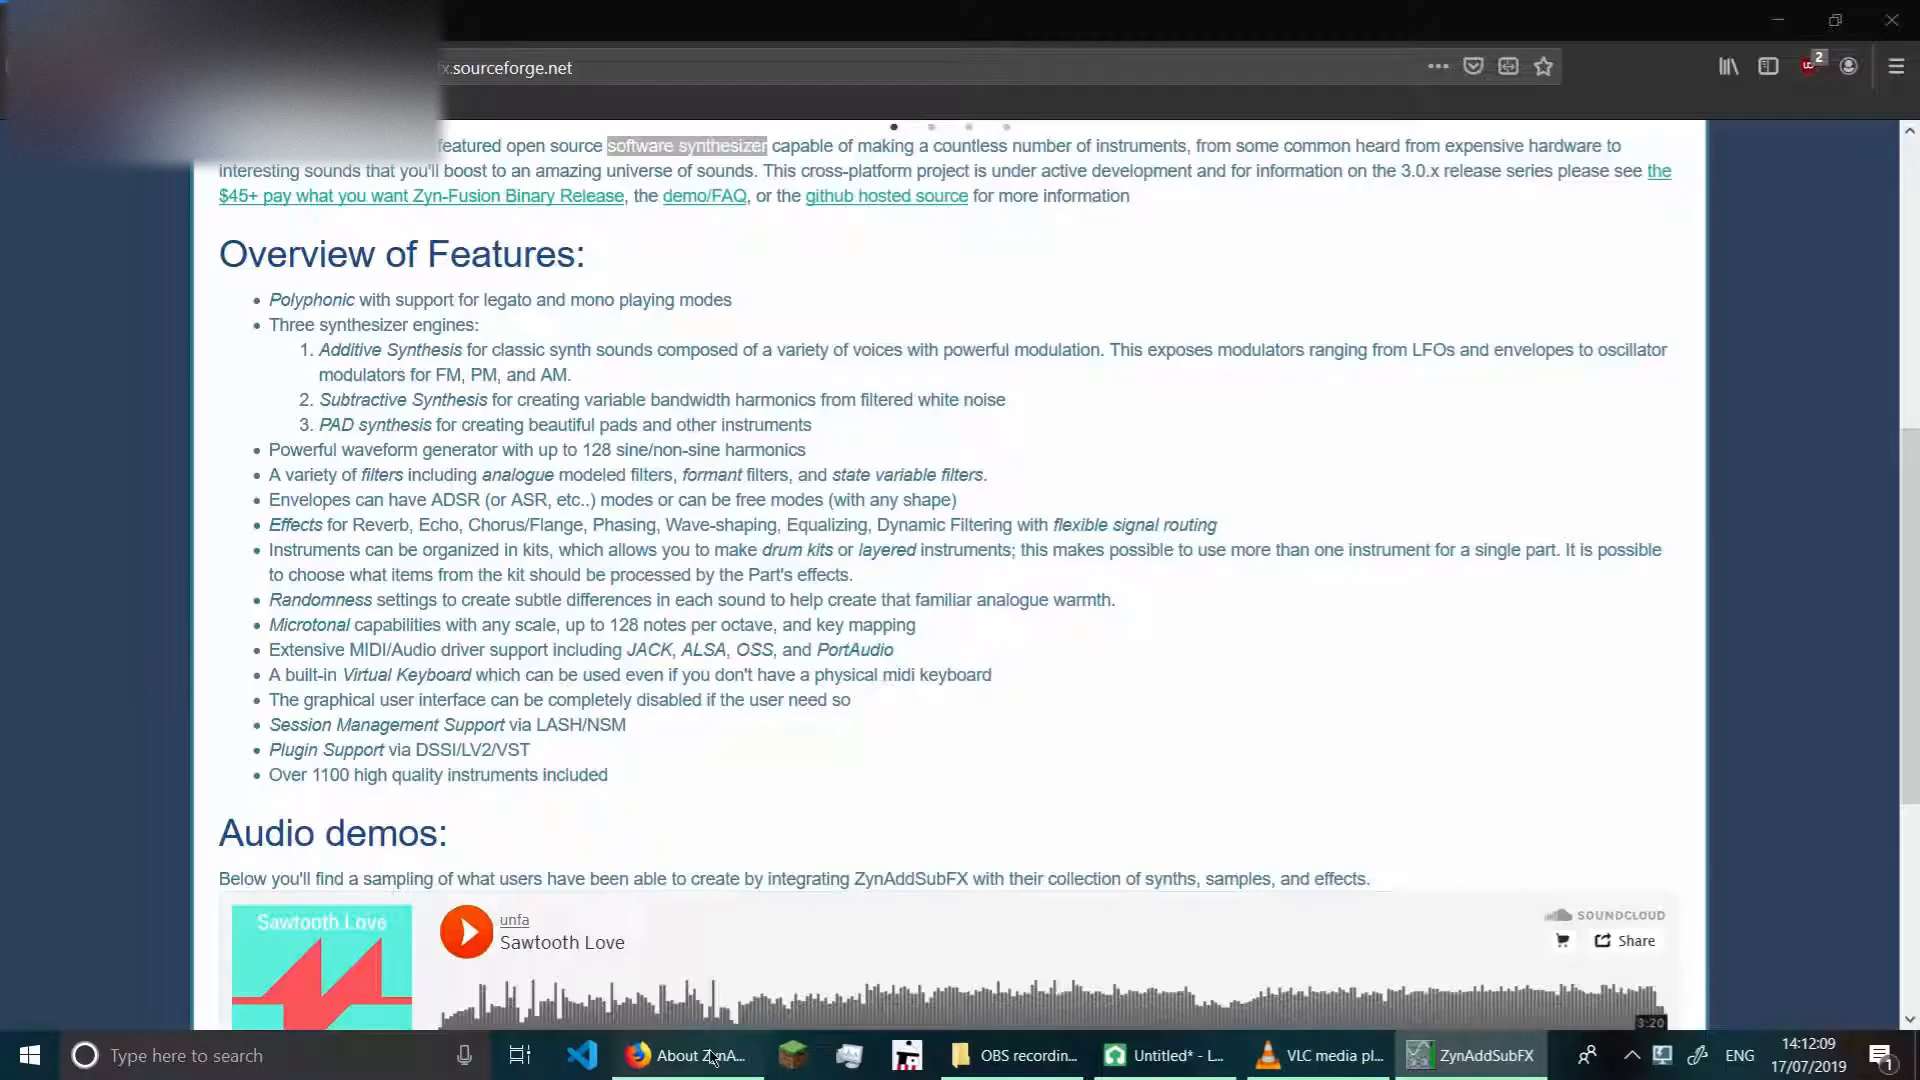 x.sourceforge.net
2
featured open source software synthesizer capable of making a countless number of instruments, from some common heard from expensive hardware to
interesting sounds that you'll boost to an amazing universe of sounds. This cross-platform project is under active development and for information on the 3.0.x release series please see the
$45+ pay what you want Zyn-Fusion Binary Release, the demo/FAQ, or the github hosted source for more information
Overview of Features:
• Polyphonic with support for legato and mono playing modes
• Three synthesizer engines:
1. Additive Synthesis for classic synth sounds composed of a variety of voices with powerful modulation. This exposes modulators ranging from LFOs and envelopes to oscillator
modulators for FM, PM, and AM.
2. Subtractive Synthesis for creating variable bandwidth harmonics from filtered white noise
3. PAD synthesis for creating beautiful pads and other instruments
• Powerful waveform generator with up to 128 sine/non-sine harmonics
• A variety of filters including analogue modeled filters, formant filters, and state variable filters.
• Envelopes can have ADSR (or ASR, etc..) modes or can be free modes (with any shape)
• Effects for Reverb, Echo, Chorus/Flange, Phasing, Wave-shaping, Equalizing, Dynamic Filtering with flexible signal routing
• Instruments can be organized in kits, which allows you to make drum kits or layered instruments; this makes possible to use more than one instrument for a single part. It is possible
to choose what items from the kit should be processed by the Part's effects.
• Randomness settings to create subtle differences in each sound to help create that familiar analogue warmth.
• Microtonal capabilities with any scale, up to 128 notes per octave, and key mapping
• Extensive MIDI/Audio driver support including JACK, ALSA, OSS, and PortAudio
• A built-in Virtual Keyboard which can be used even if you don't have a physical midi keyboard
• The graphical user interface can be completely disabled if the user need so
• Session Management Support via LASH/NSM
• Plugin Support via DSSI/LV2/VST
• Over 1100 high quality instruments included
Audio demos:
Below you'll find a sampling of what users have been able to create by integrating ZynAddSubFX with their collection of synths, samples, and effects.
Sawtooth Love
unfa
Sawtooth Love
SOUNDCLOUD
Share
3:20
Type here to search
About ZynA...
OBS recordin...
Untitled* - L...
VLC media pl...
ZynAddSubFX
ENG
14:12:09
17/07/2019
1